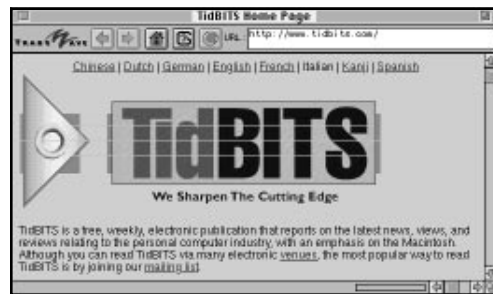 TidBITS Home Page
TransWave URL: http://www.tidbits.com/
Chinese | Dutch | German | English | French | Italian | Kanji | Spanish
TidBITS
We Sharpen The Cutting Edge
TidBITS is a free, weekly, electronic publication that reports on the latest news, views, and
reviews relating to the personal computer industry, with an emphasis on the Macintosh.
Although you can read TidBITS via many electronic venues, the most popular way to read
TidBITS is by joining our mailing list.